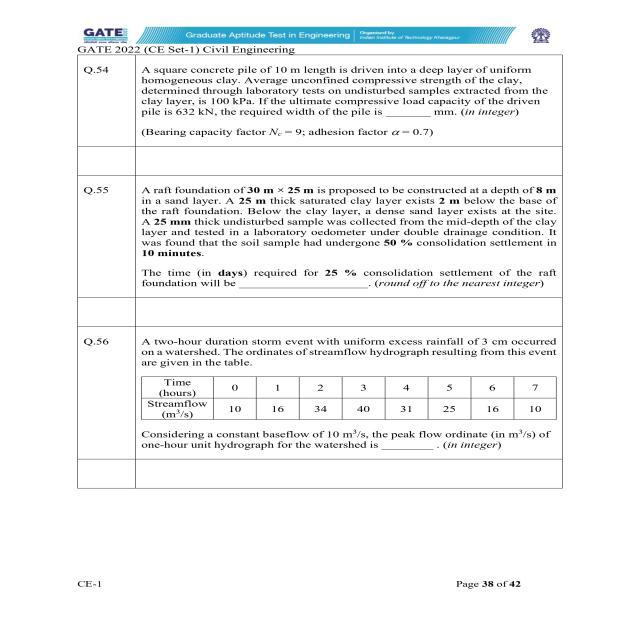 GATE
Graduate Aptitude Test in Engineering
Organised by
Indian Institute of Technology Kharagpur
GATE 2022 (CE Set-1) Civil Engineering
Q.54
A square concrete pile of 10 m length is driven into a deep layer of uniform
homogeneous clay. Average unconfined compressive strength of the clay,
determined through laboratory tests on undisturbed samples extracted from the
clay layer, is 100 kPa. If the ultimate compressive load capacity of the driven
pile is 632 kN, the required width of the pile is ________ mm. (in integer)
(Bearing capacity factor Nc = 9; adhesion factor α = 0.7)
Q.55
A raft foundation of 30 m × 25 m is proposed to be constructed at a depth of 8 m
in a sand layer. A 25 m thick saturated clay layer exists 2 m below the base of
the raft foundation. Below the clay layer, a dense sand layer exists at the site.
A 25 mm thick undisturbed sample was collected from the mid-depth of the clay
layer and tested in a laboratory oedometer under double drainage condition. It
was found that the soil sample had undergone 50 % consolidation settlement in
10 minutes.
The time (in days) required for 25 % consolidation settlement of the raft
foundation will be ______________________. (round off to the nearest integer)
Q.56
A two-hour duration storm event with uniform excess rainfall of 3 cm occurred
on a watershed. The ordinates of streamflow hydrograph resulting from this event
are given in the table.
Time (hours) 0 1 2 3 4 5 6 7
Streamflow (m³/s) 10 16 34 40 31 25 16 10
Considering a constant baseflow of 10 m³/s, the peak flow ordinate (in m³/s) of
one-hour unit hydrograph for the watershed is _________ . (in integer)
CE-1
Page 38 of 42